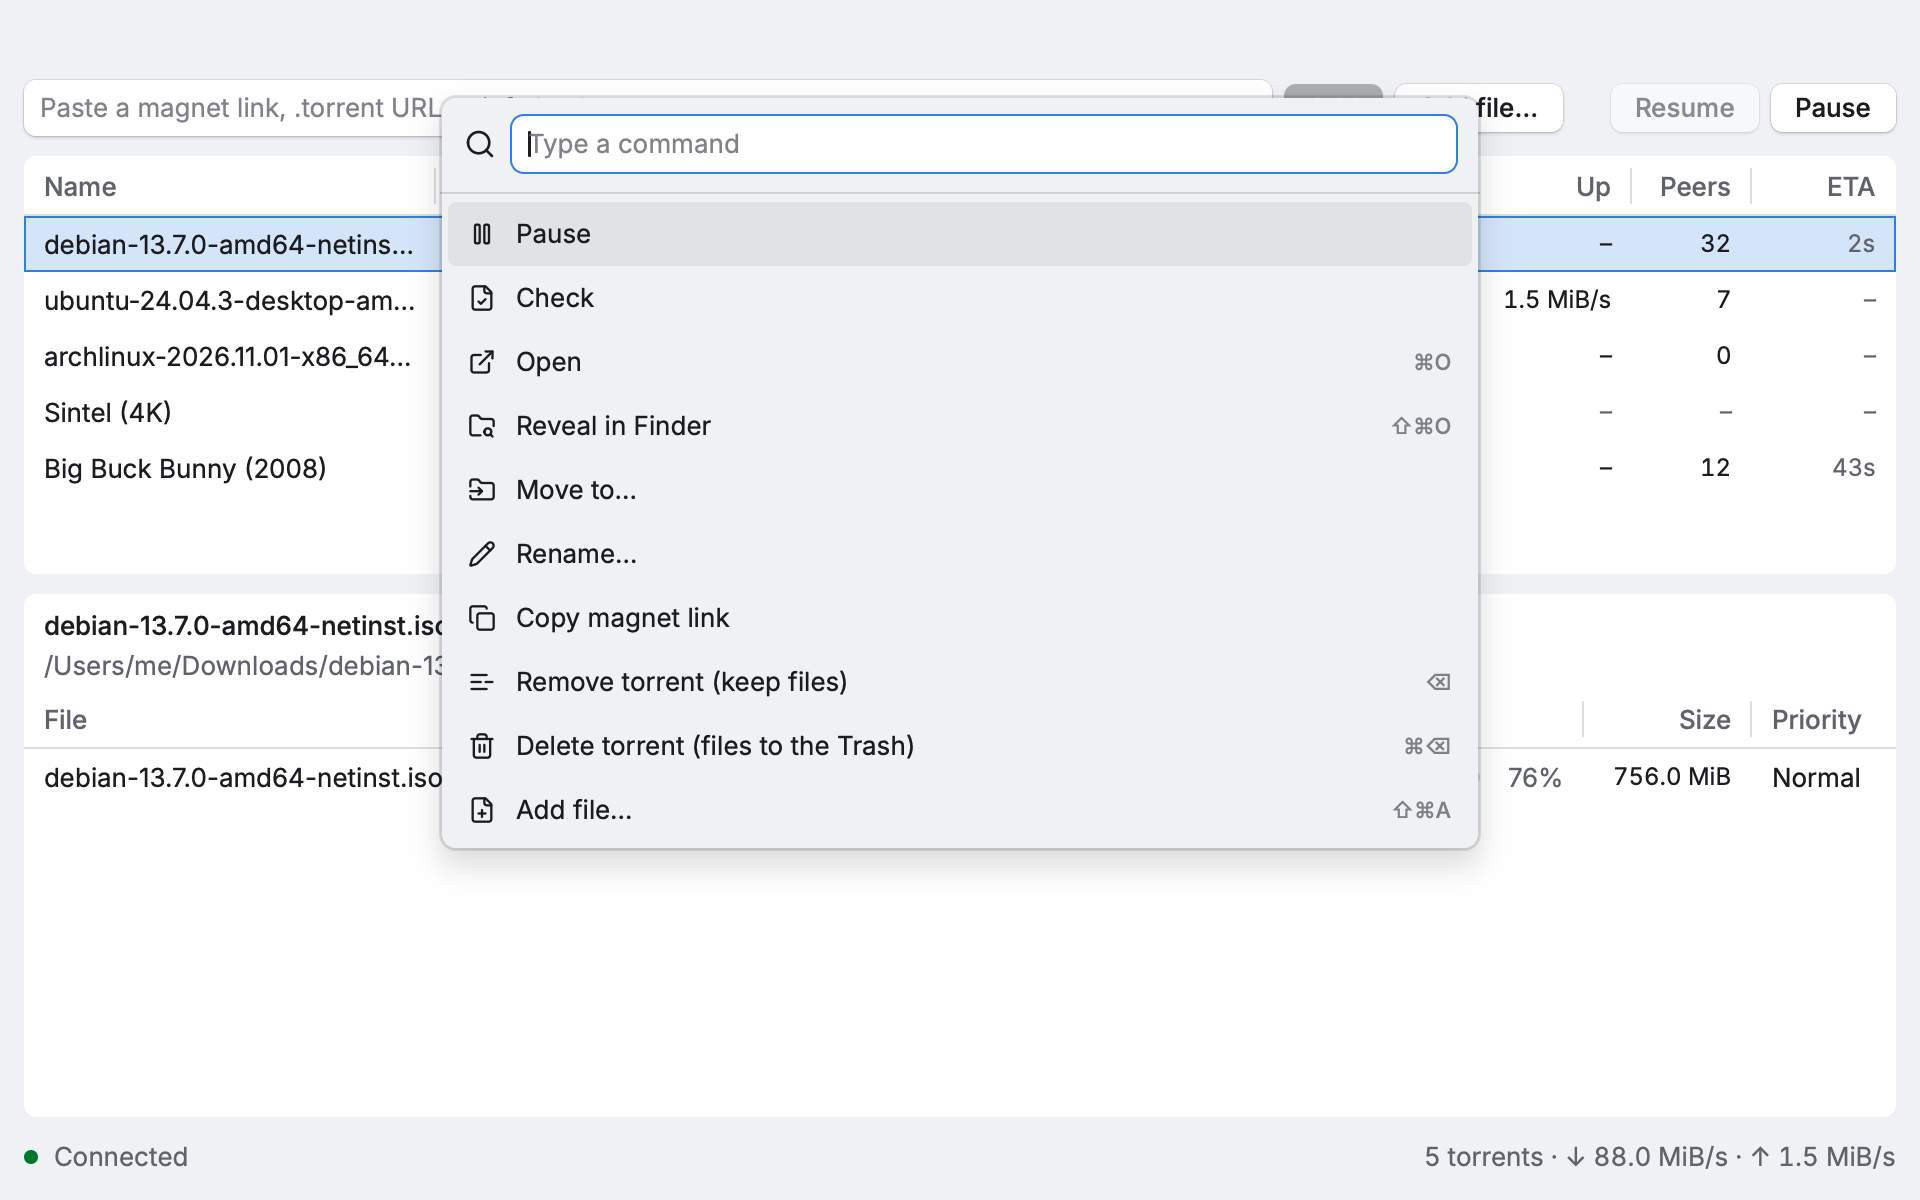 Paste a magnet link, .torrent URL
file...
Resume
Pause
Type a command
Name
Up
Peers
ETA
Pause
debian-13.7.0-amd64-netins...
–
32
2s
Check
ubuntu-24.04.3-desktop-am...
1.5 MiB/s
7
–
Open
⌘O
archlinux-2026.11.01-x86_64...
–
0
–
Reveal in Finder
⇧⌘O
Sintel (4K)
–
–
–
Move to...
Big Buck Bunny (2008)
–
12
43s
Rename...
Copy magnet link
Remove torrent (keep files)
⌫
Delete torrent (files to the Trash)
⌘⌫
Add file...
⇧⌘A
debian-13.7.0-amd64-netinst.iso
/Users/me/Downloads/debian-13
File
Size
Priority
debian-13.7.0-amd64-netinst.iso
76%
756.0 MiB
Normal
Connected
5 torrents · ↓ 88.0 MiB/s · ↑ 1.5 MiB/s